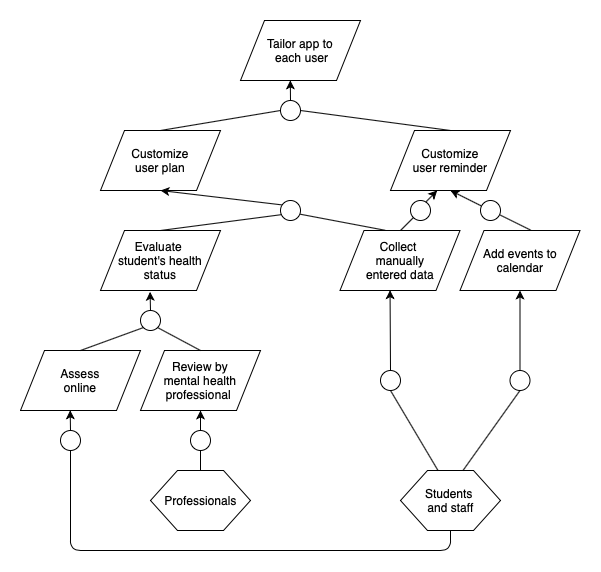 Tailor app to
each user
Customize
user plan
Customize
user reminder
Evaluate
student's health
status
Collect
manually
entered data
Add events to
calendar
Assess
online
Review by
mental health
professional
Professionals
Students
and staff